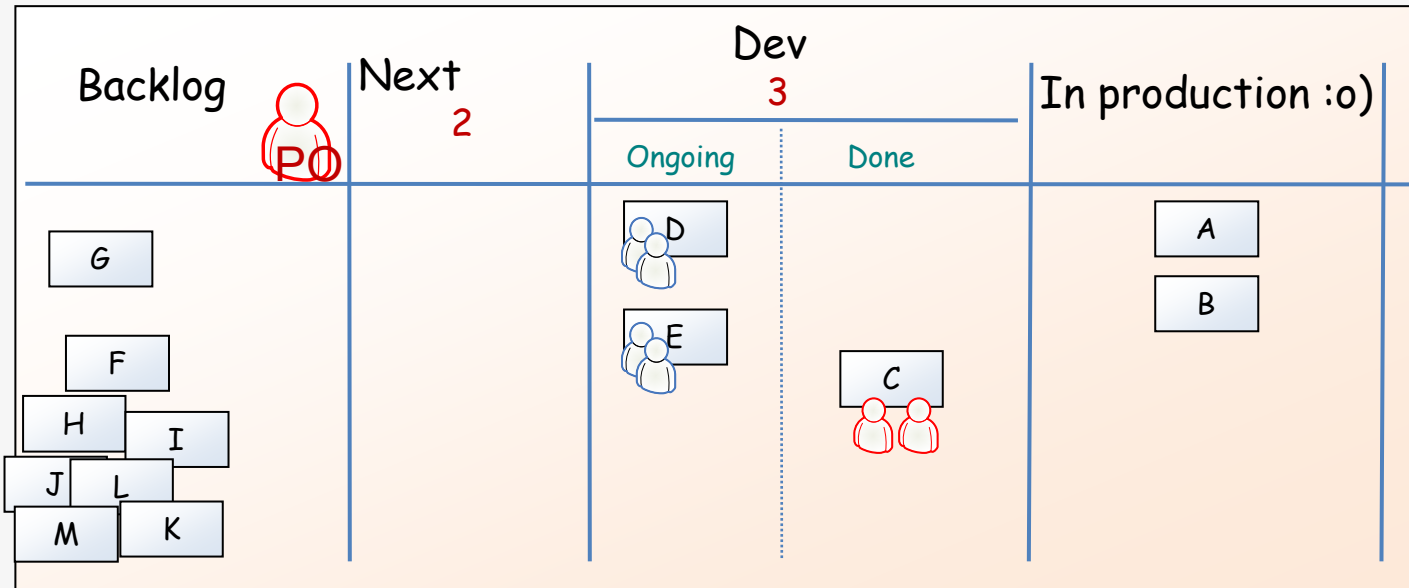 Backlog
PO
Next
2
Dev
3
Ongoing
Done
In production :o)
G
F
H
I
J
L
M
K
D
E
C
A
B